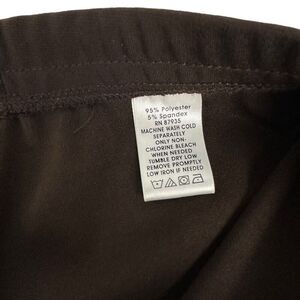 95% Polyester
5% Spandex
RN 87935
MACHINE WASH COLD
SEPARATELY
ONLY NON-
CHLORINE BLEACH
WHEN NEEDED
TUMBLE DRY LOW
REMOVE PROMPTLY
LOW IRON IF NEEDED